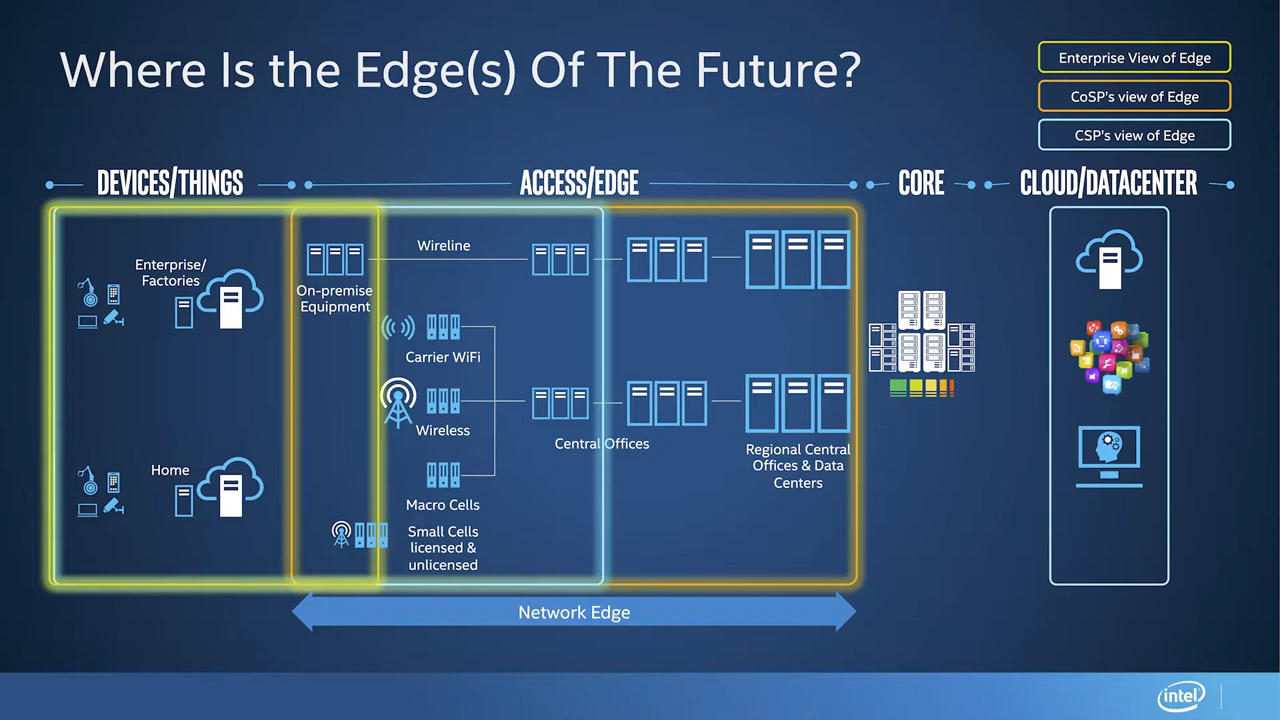 Where Is the Edge(s) Of The Future?
Enterprise View of Edge
CoSP's view of Edge
CSP's view of Edge
DEVICES/THINGS
ACCESS/EDGE
CORE
CLOUD/DATACENTER
Enterprise/
Factories
Home
On-premise
Equipment
Wireline
Carrier WiFi
Wireless
Macro Cells
Small Cells
licensed &
unlicensed
Central Offices
Regional Central
Offices & Data
Centers
Network Edge
intel